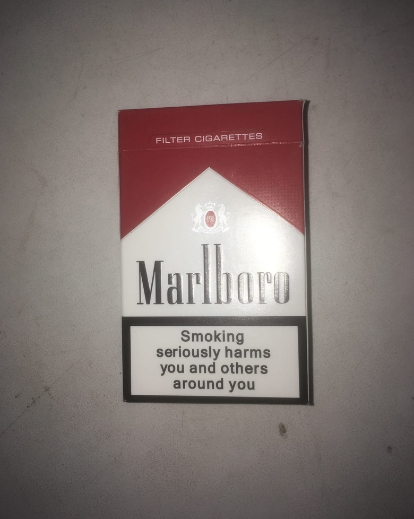 FILTER CIGARETTES
Marlboro
Smoking
seriously harms
you and others
around you